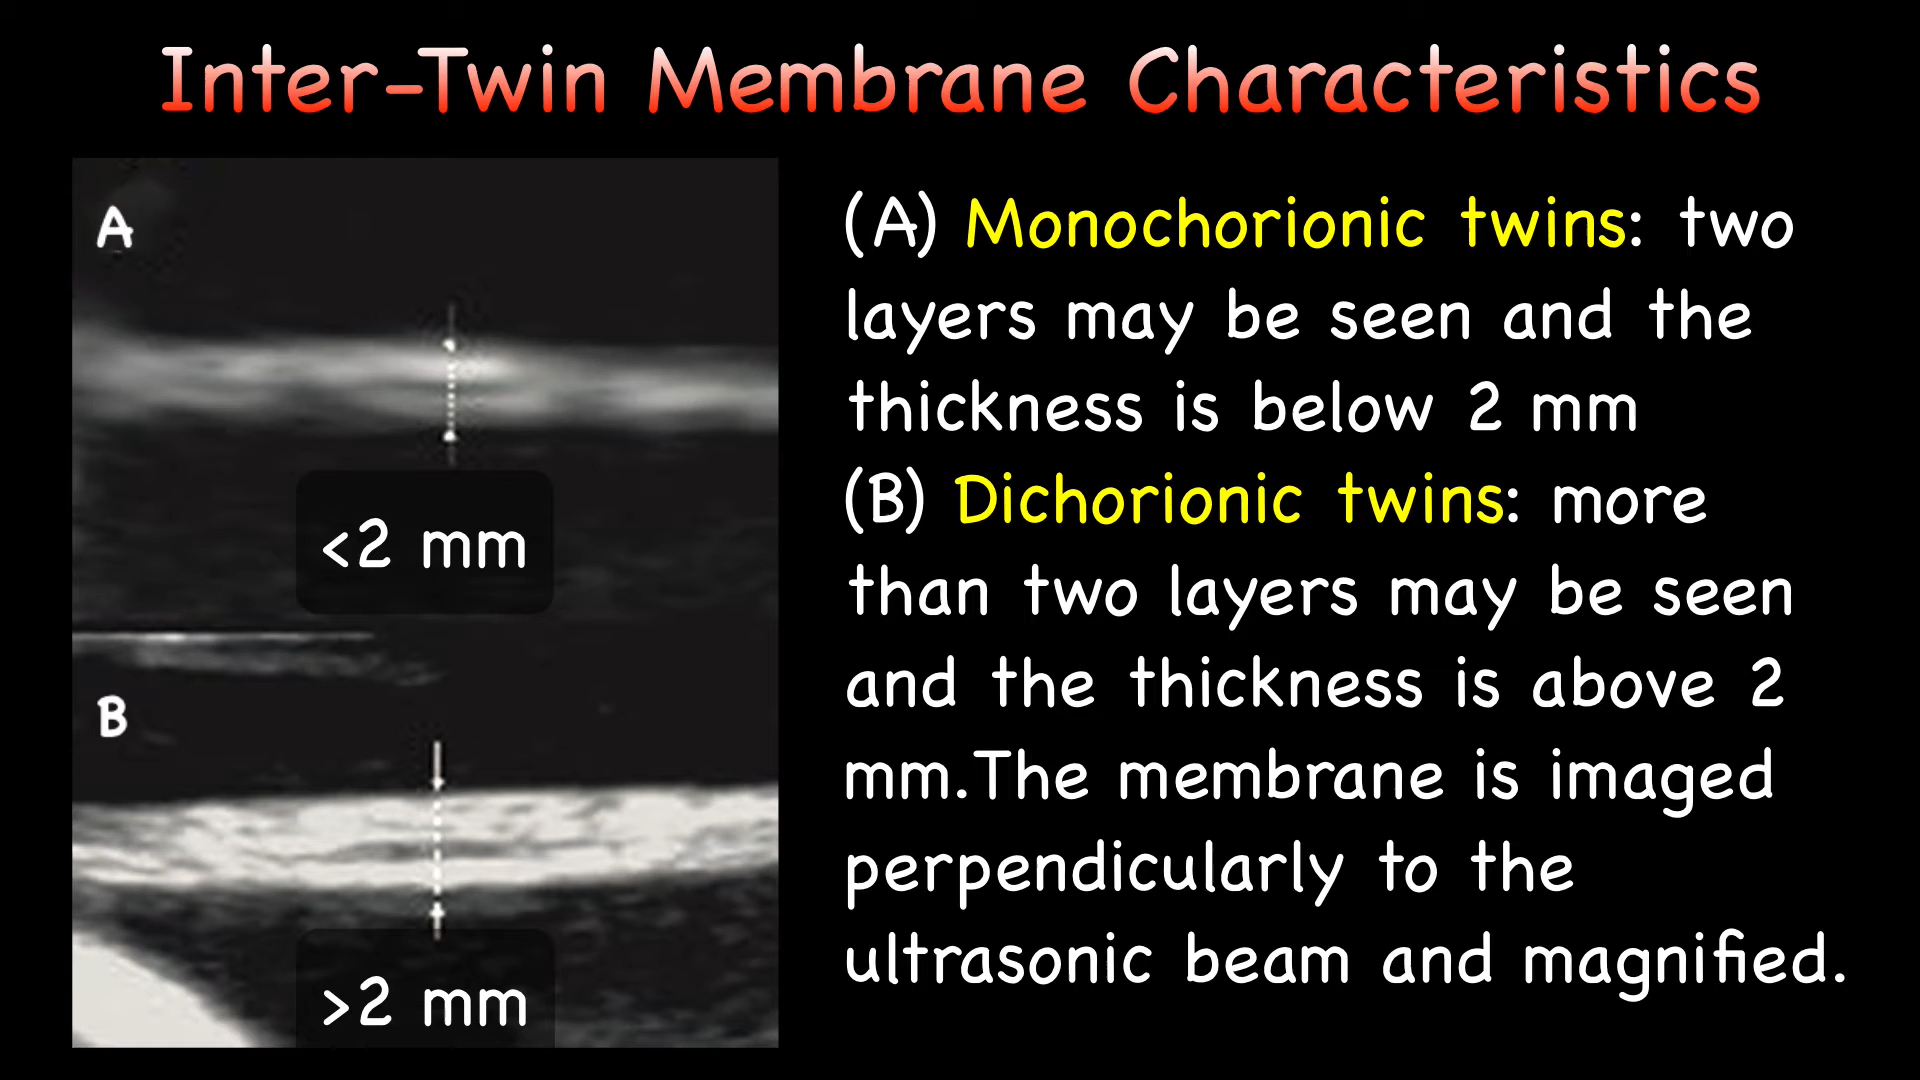 Inter-Twin Membrane Characteristics
A
<2 mm
B
>2 mm
(A) Monochorionic twins: two
layers may be seen and the
thickness is below 2 mm
(B) Dichorionic twins: more
than two layers may be seen
and the thickness is above 2
mm.The membrane is imaged
perpendicularly to the
ultrasonic beam and magnified.